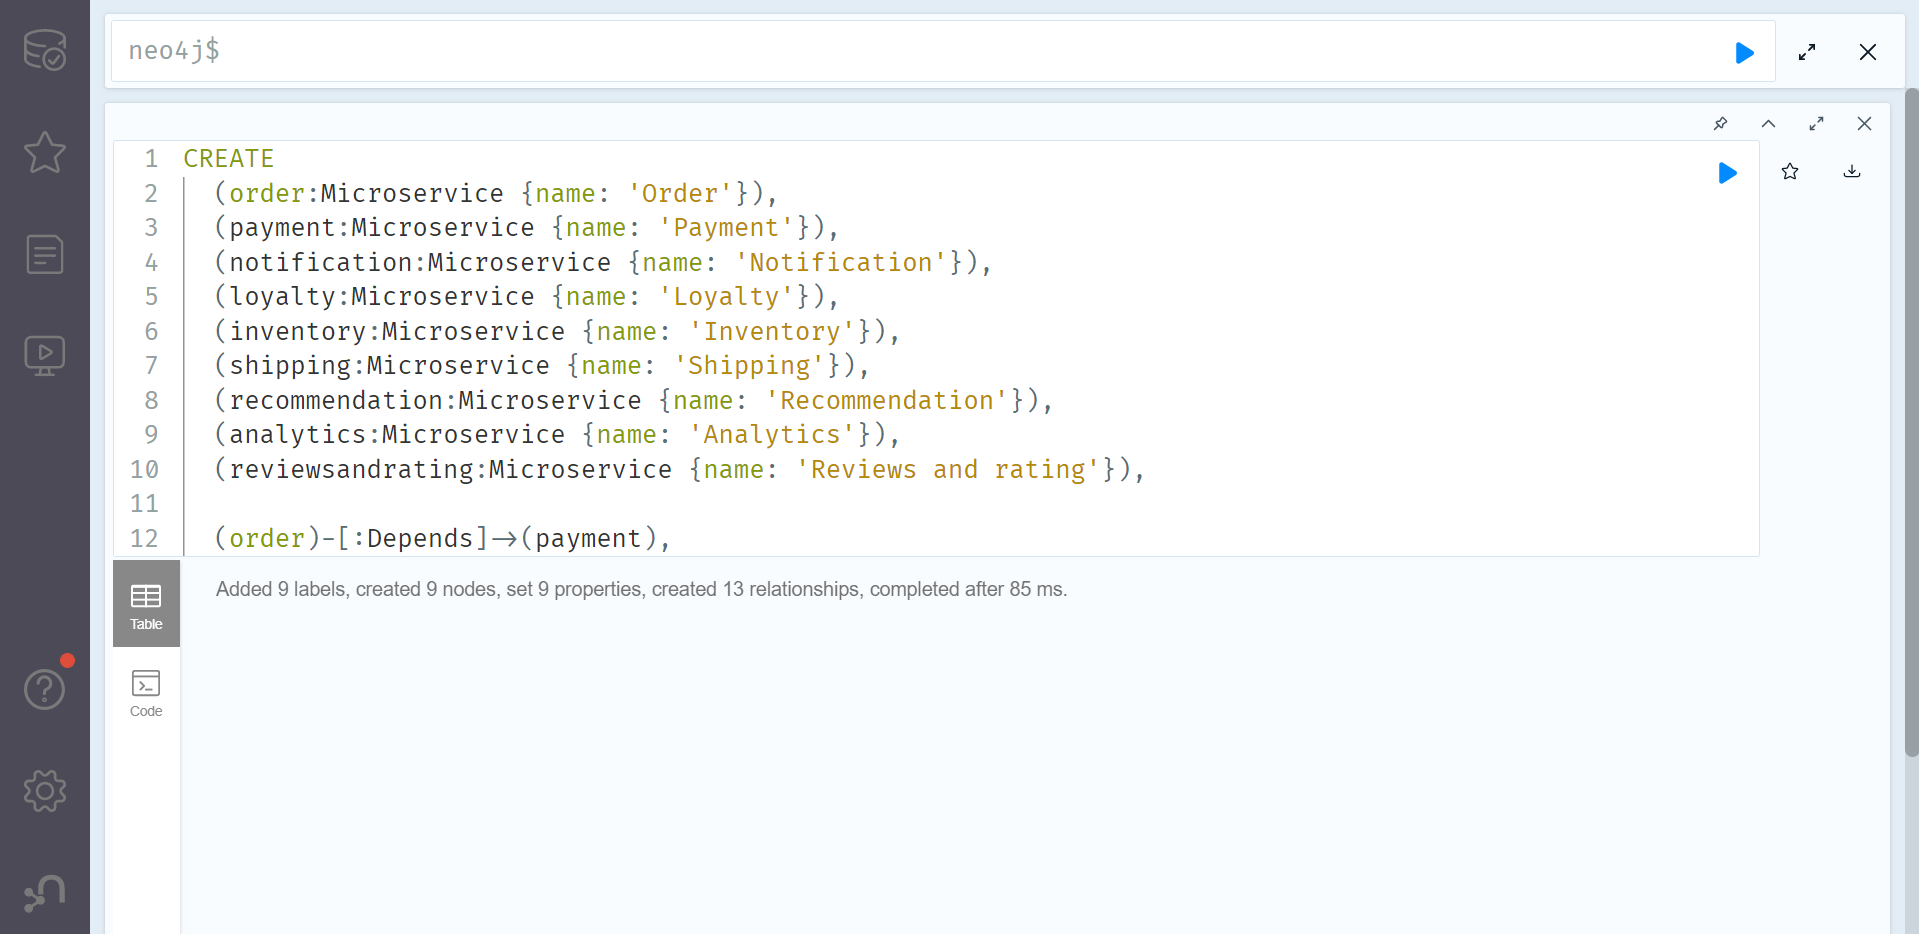 neo4j$
1 CREATE
2 (order:Microservice {name: 'Order'}),
3 (payment:Microservice {name: 'Payment'}),
4 (notification:Microservice {name: 'Notification'}),
5 (loyalty:Microservice {name: 'Loyalty'}),
6 (inventory:Microservice {name: 'Inventory'}),
7 (shipping:Microservice {name: 'Shipping'}),
8 (recommendation:Microservice {name: 'Recommendation'}),
9 (analytics:Microservice {name: 'Analytics'}),
10 (reviewsandrating:Microservice {name: 'Reviews and rating'}),
11
12 (order)-[:Depends]->(payment),
Table
Added 9 labels, created 9 nodes, set 9 properties, created 13 relationships, completed after 85 ms.
Code